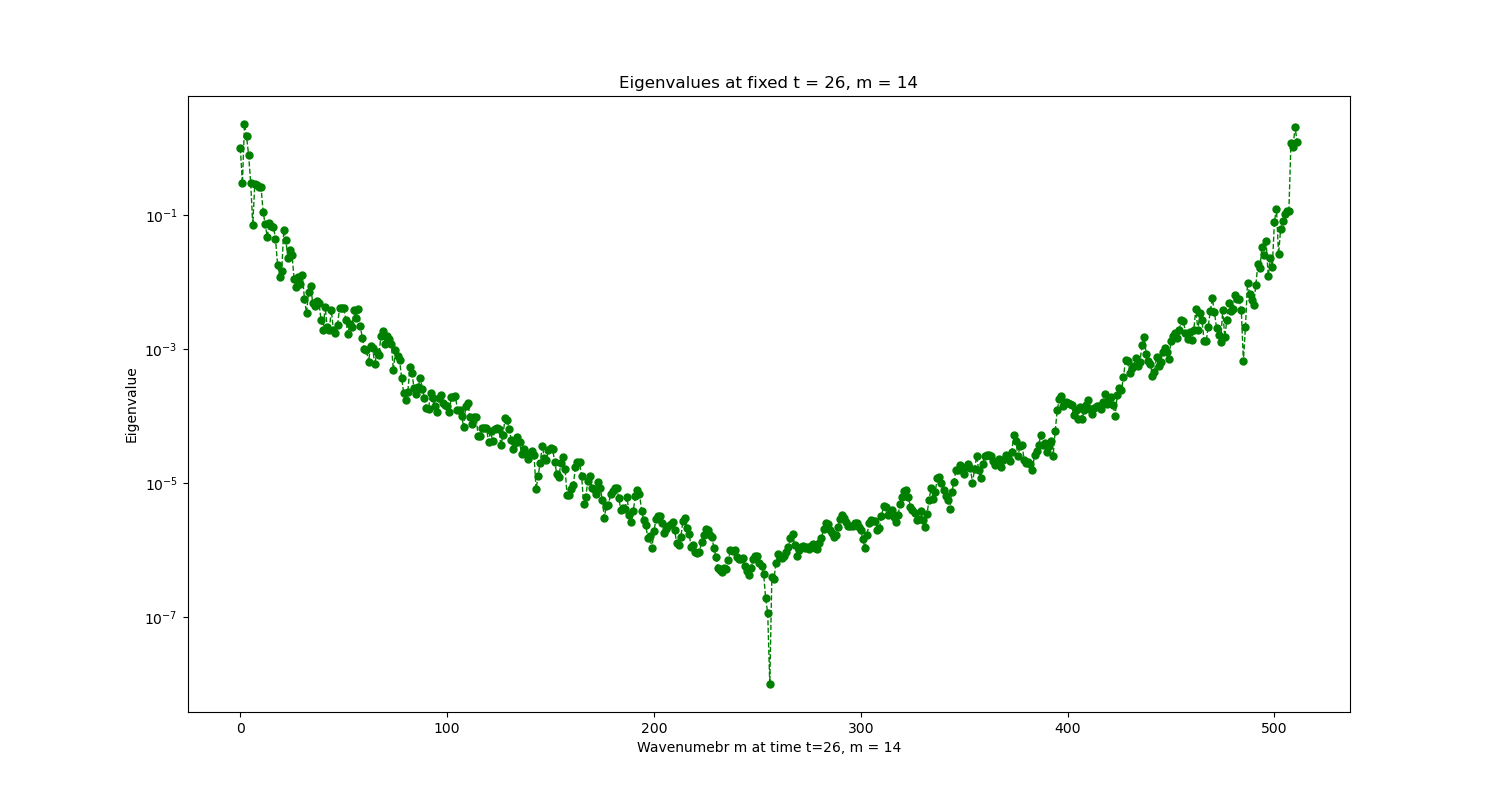 Eigenvalues at fixed t = 26, m = 14
Eigenvalue
10⁻¹
10⁻³
10⁻⁵
10⁻⁷
0 100 200 300 400 500
Wavenumebr m at time t=26, m = 14